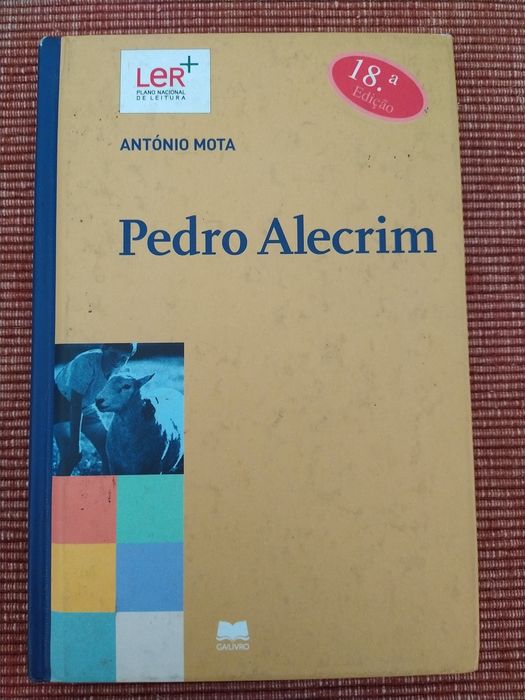 LeR+
PLANO NACIONAL
DE LEITURA
18.ª
Edição
ANTÓNIO MOTA
Pedro Alecrim
GAILIVRO